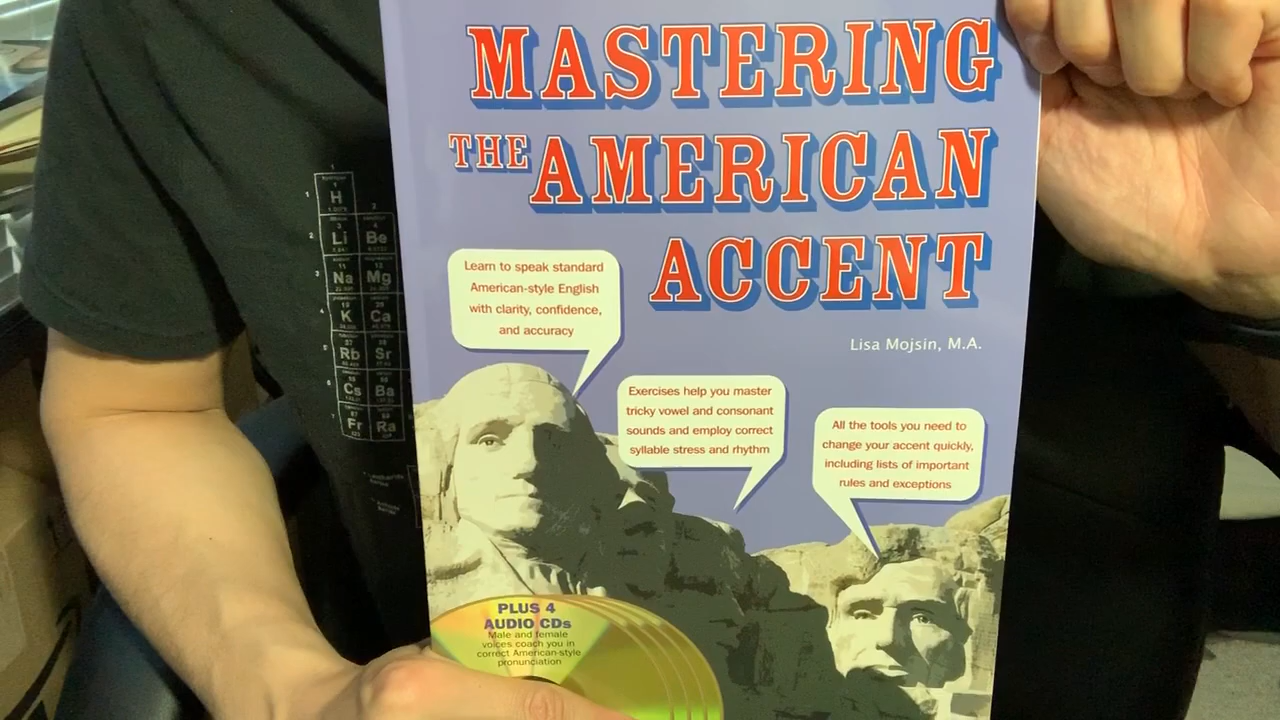 MASTERING
THE AMERICAN
ACCENT
Learn to speak standard
American-style English
with clarity, confidence,
and accuracy
Lisa Mojsin, M.A.
Exercises help you master
tricky vowel and consonant
sounds and employ correct
syllable stress and rhythm
All the tools you need to
change your accent quickly,
including lists of important
rules and exceptions
PLUS 4
AUDIO CDs
Male and female
voices coach you in
correct American-style
pronunciation
1
H
2
Li Be
Na Mg
K Ca
Rb Sr
Cs Ba
Fr Ra